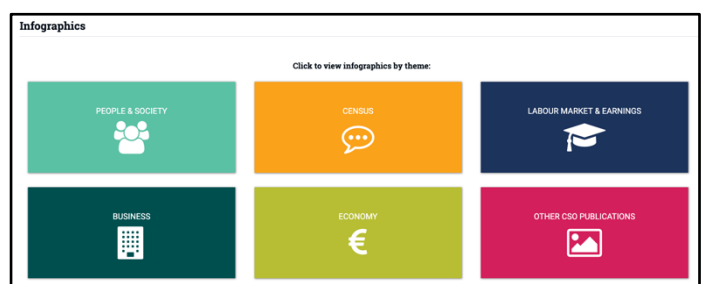 Infographics
Click to view infographics by theme:
PEOPLE & SOCIETY
CENSUS
LABOUR MARKET & EARNINGS
BUSINESS
ECONOMY
€
OTHER CSO PUBLICATIONS